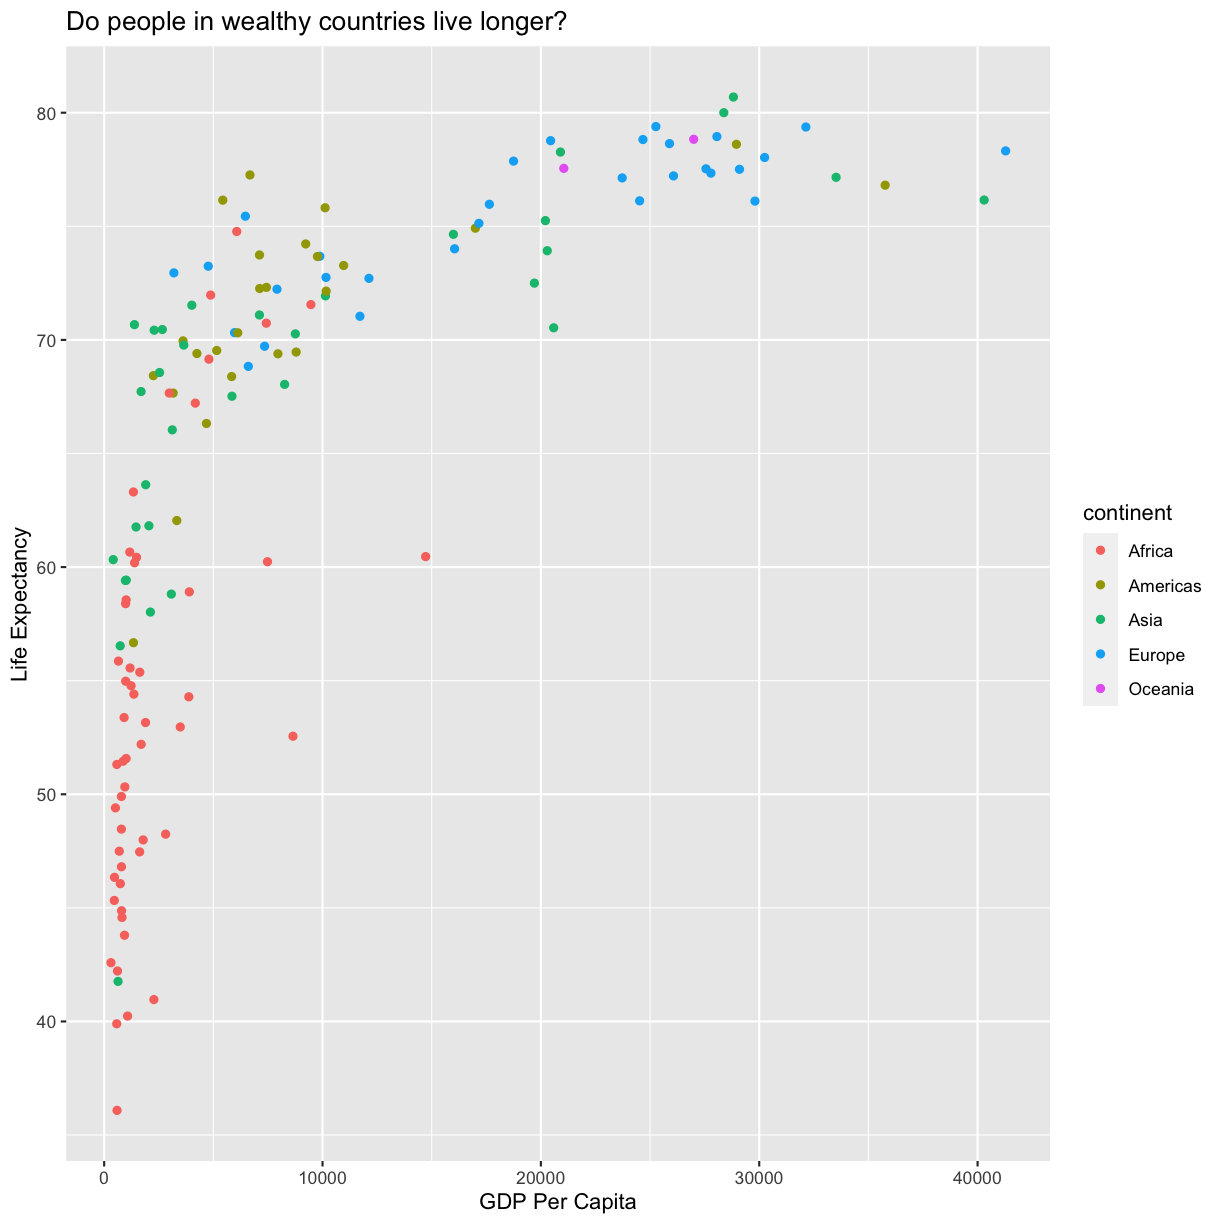 Do people in wealthy countries live longer?
80
70
60
50
40
Life Expectancy
0 10000 20000 30000 40000
GDP Per Capita
continent
Africa
Americas
Asia
Europe
Oceania